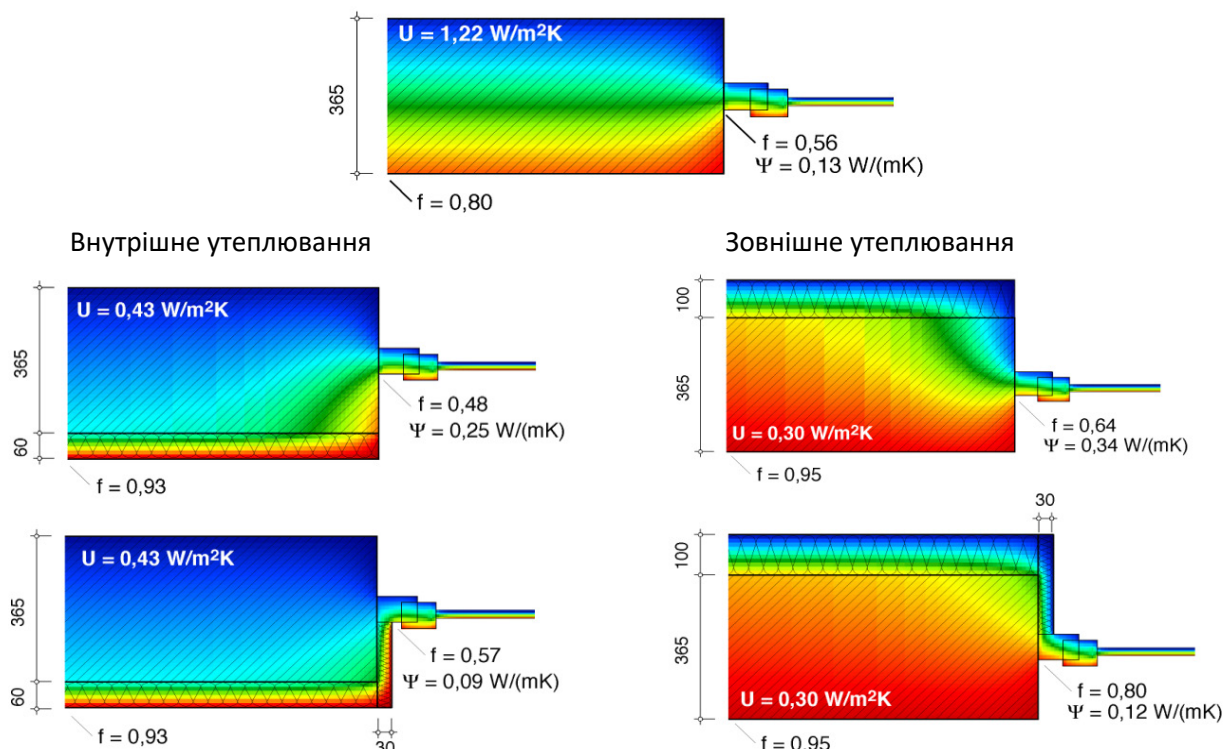 U = 1,22 W/m²K
365
f = 0,56
Ψ = 0,13 W/(mK)
f = 0,80
Внутрішне утеплювання
Зовнішне утеплювання
U = 0,43 W/m²K
365
60
f = 0,48
Ψ = 0,25 W/(mK)
f = 0,93
100
365
U = 0,30 W/m²K
f = 0,64
Ψ = 0,34 W/(mK)
f = 0,95
U = 0,43 W/m²K
365
60
f = 0,57
Ψ = 0,09 W/(mK)
f = 0,93
30
30
100
365
U = 0,30 W/m²K
f = 0,80
Ψ = 0,12 W/(mK)
f = 0,95